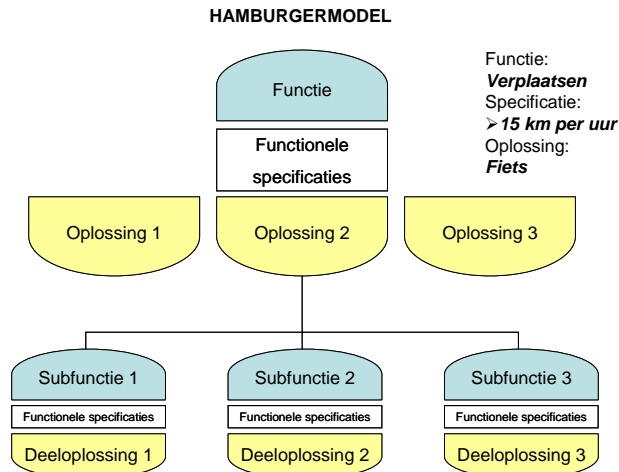 HAMBURGERMODEL
Functie
Functionele
specificaties
Functie:
Verplaatsen
Specificatie:
➢15 km per uur
Oplossing:
Fiets
Oplossing 1
Oplossing 2
Oplossing 3
Subfunctie 1
Subfunctie 2
Subfunctie 3
Functionele specificaties
Functionele specificaties
Functionele specificaties
Deeloplossing 1
Deeloplossing 2
Deeloplossing 3